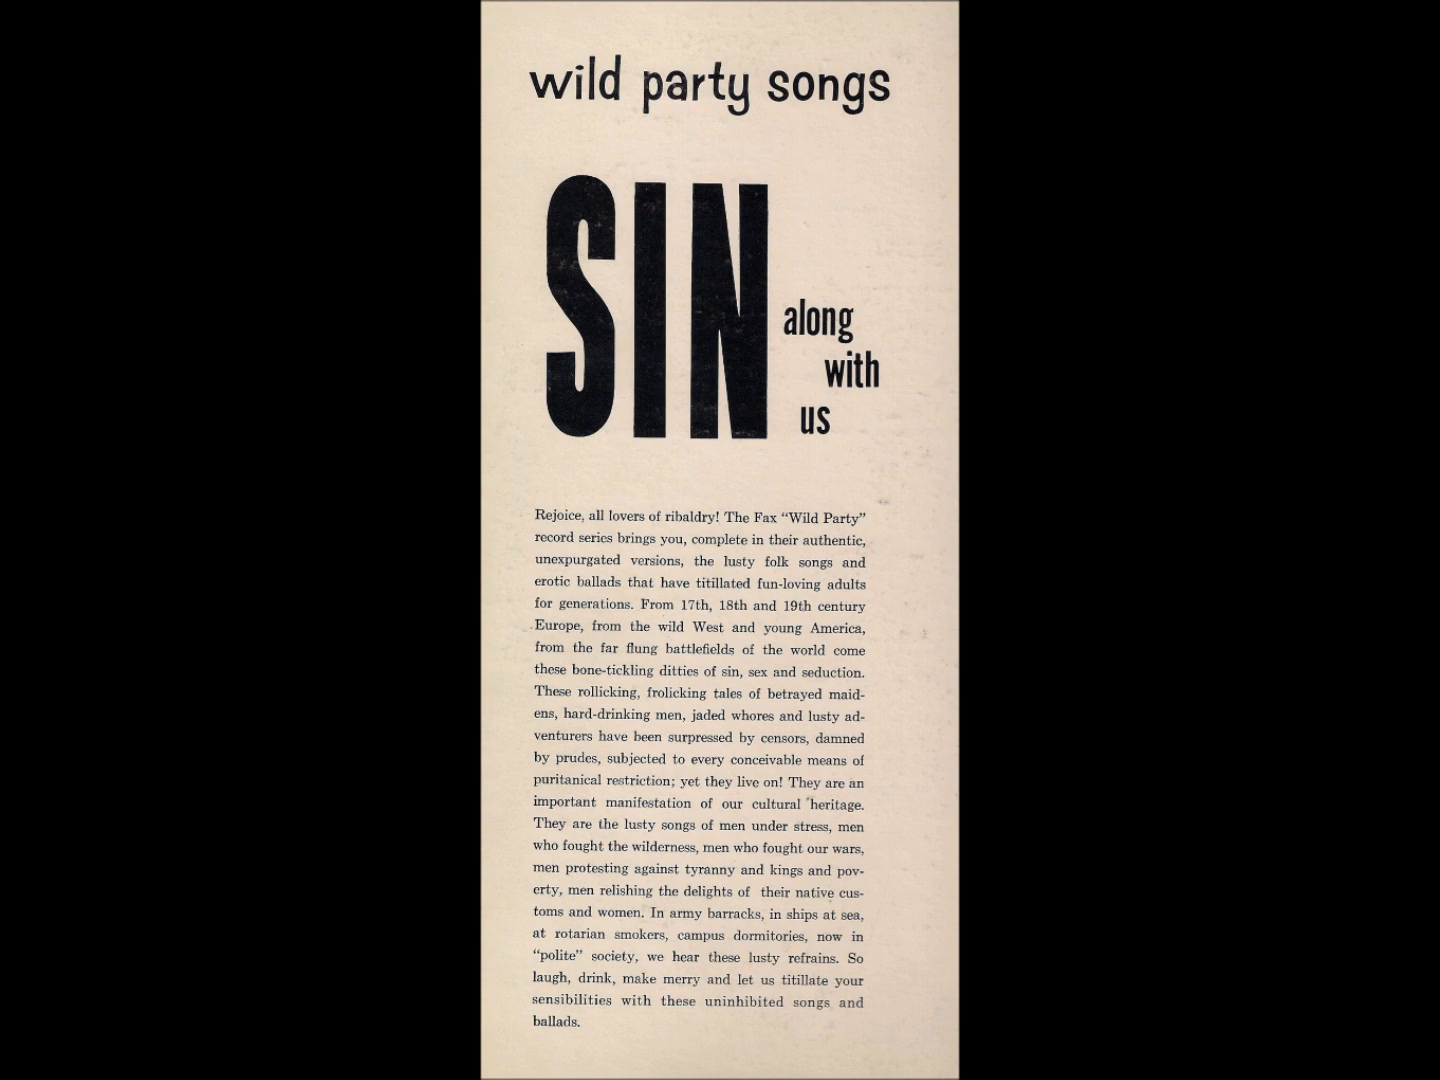 wild party songs
SIN
along
with
us
Rejoice, all lovers of ribaldry! The Fax “Wild Party”
record series brings you, complete in their authentic,
unexpurgated versions, the lusty folk songs and
erotic ballads that have titillated fun-loving adults
for generations. From 17th, 18th and 19th century
Europe, from the wild West and young America,
from the far flung battlefields of the world come
these bone-tickling ditties of sin, sex and seduction.
These rollicking, frolicking tales of betrayed maid-
ens, hard-drinking men, jaded whores and lusty ad-
venturers have been surpressed by censors, damned
by prudes, subjected to every conceivable means of
puritanical restriction; yet they live on! They are an
important manifestation of our cultural heritage.
They are the lusty songs of men under stress, men
who fought the wilderness, men who fought our wars,
men protesting against tyranny and kings and pov-
erty, men relishing the delights of their native cus-
toms and women. In army barracks, in ships at sea,
at rotarian smokers, campus dormitories, now in
“polite” society, we hear these lusty refrains. So
laugh, drink, make merry and let us titillate your
sensibilities with these uninhibited songs and
ballads.